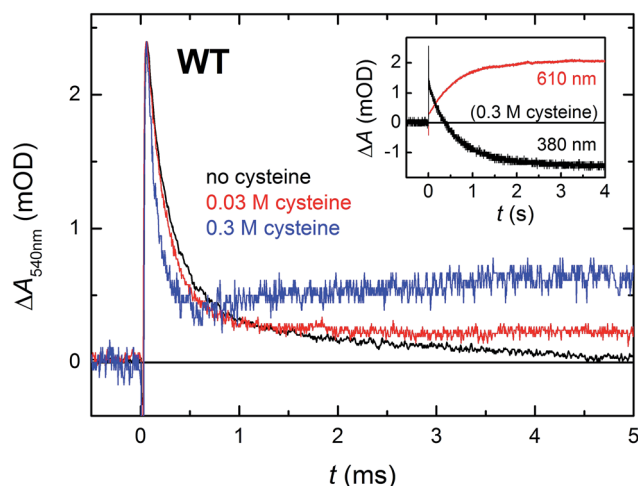 WT
no cysteine
0.03 M cysteine
0.3 M cysteine
ΔA540nm (mOD)
2
1
0
0
1
2
3
4
5
t (ms)
ΔA (mOD)
2
1
0
-1
610 nm
(0.3 M cysteine)
380 nm
-1
0
1
2
3
4
t (s)